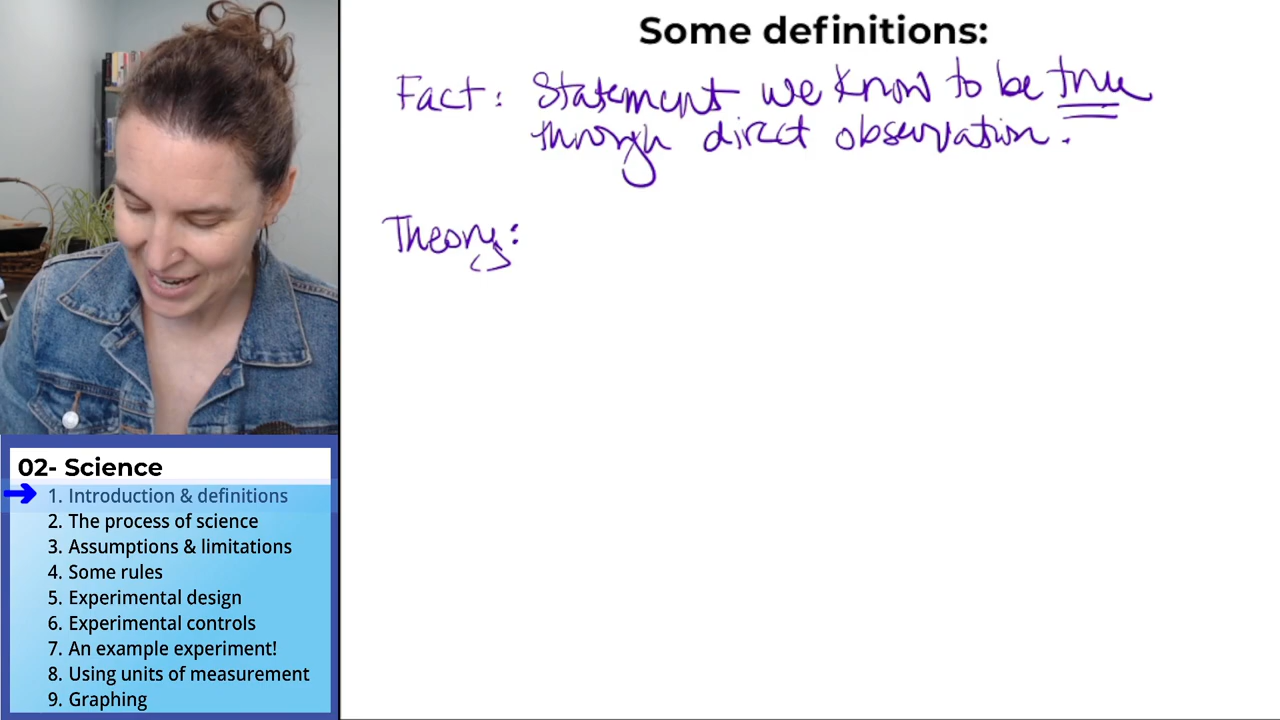 Some definitions:
Fact: Statement we know to be true
through direct observation.
Theory:
02- Science
1. Introduction & definitions
2. The process of science
3. Assumptions & limitations
4. Some rules
5. Experimental design
6. Experimental controls
7. An example experiment!
8. Using units of measurement
9. Graphing